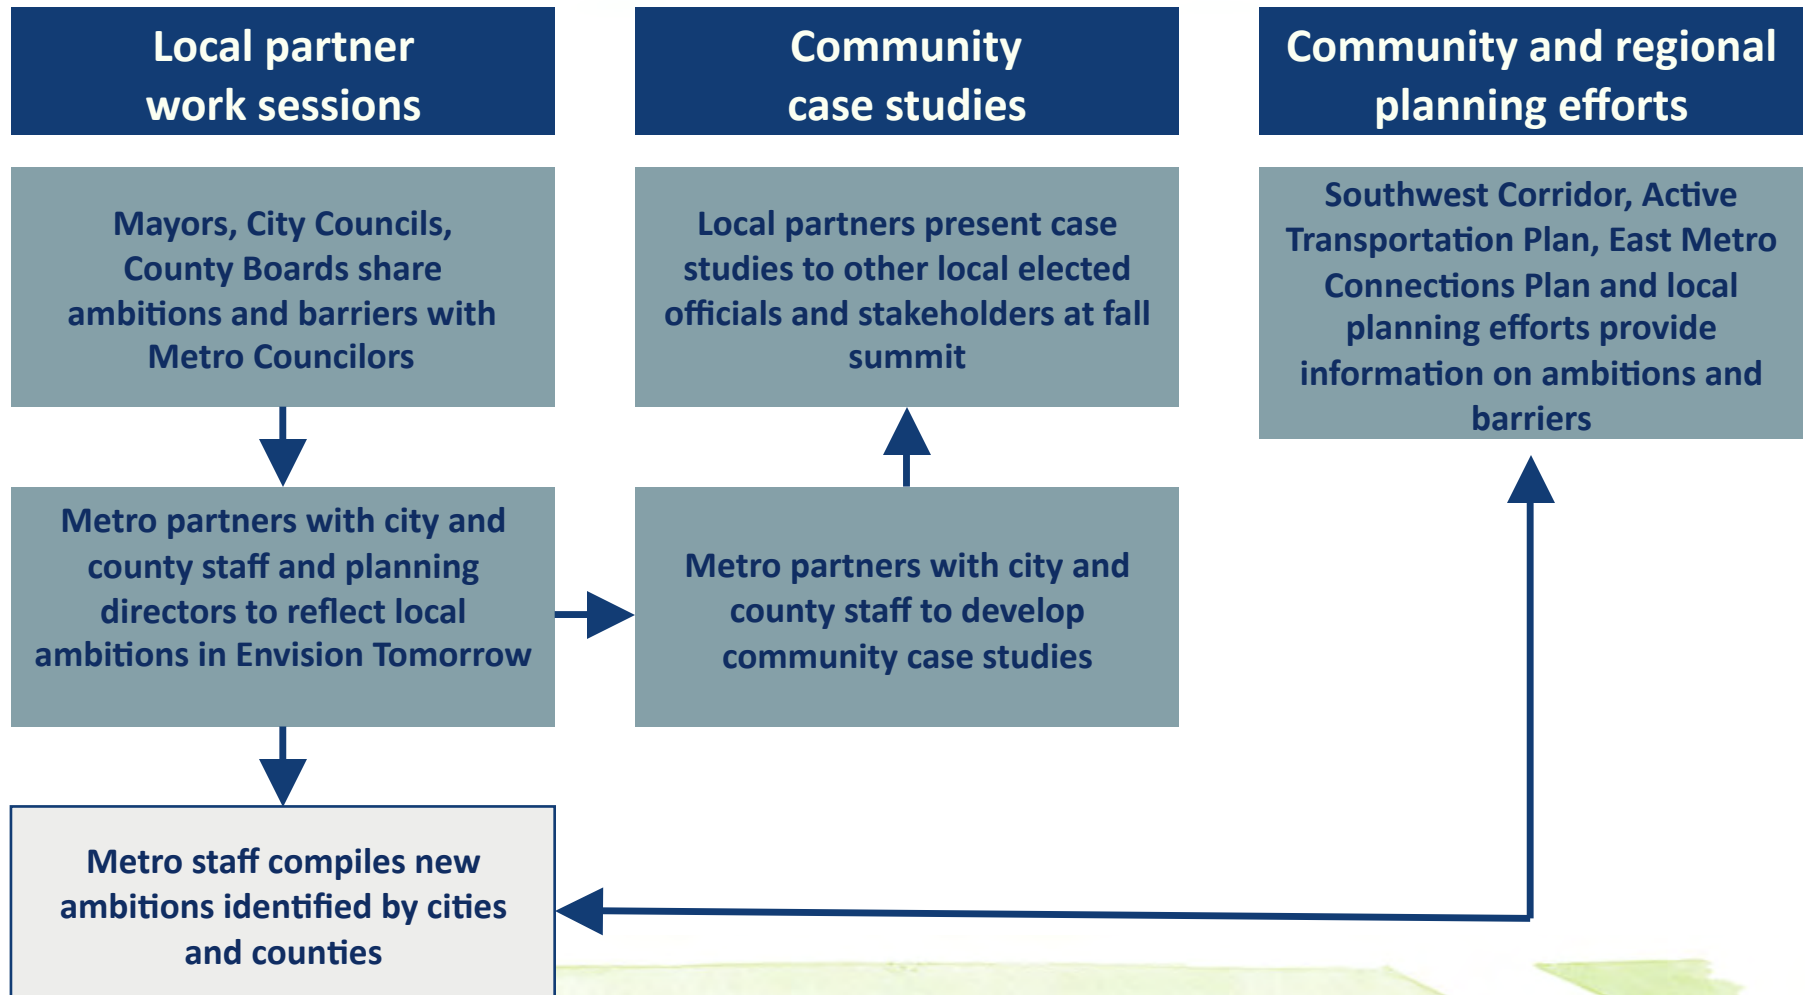 Local partner
work sessions
Mayors, City Councils,
County Boards share
ambitions and barriers with
Metro Councilors
Metro partners with city and
county staff and planning
directors to reflect local
ambitions in Envision Tomorrow
Metro staff compiles new
ambitions identified by cities
and counties
Community
case studies
Local partners present case
studies to other local elected
officials and stakeholders at fall
summit
Metro partners with city and
county staff to develop
community case studies
Community and regional
planning efforts
Southwest Corridor, Active
Transportation Plan, East Metro
Connections Plan and local
planning efforts provide
information on ambitions and
barriers